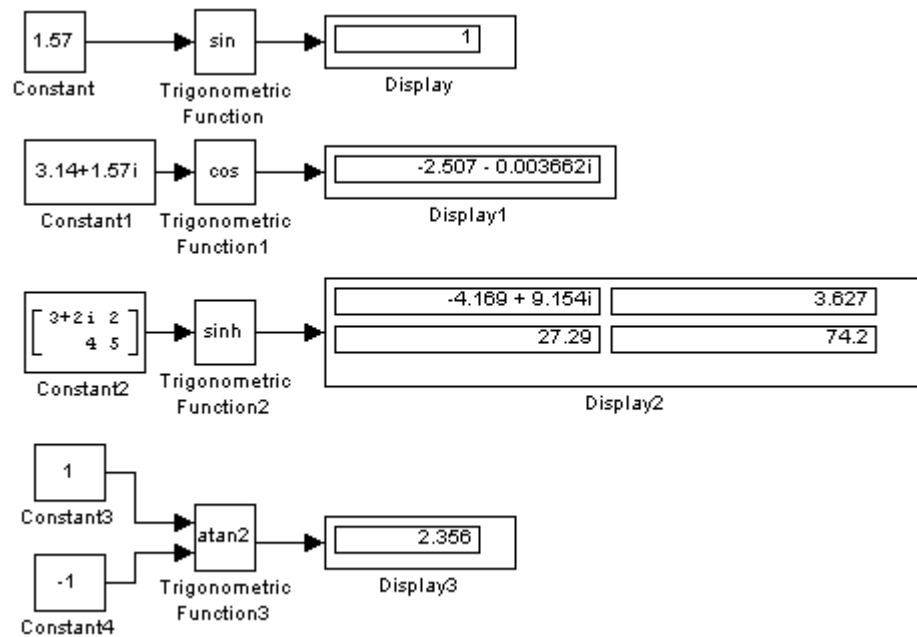 1.57
sin
1
Constant
Trigonometric
Function
Display
3.14+1.57i
cos
-2.507 - 0.003662i
Constant1
Trigonometric
Function1
Display1
3+2i 2
4 5
sinh
-4.169 + 9.154i
3.627
27.29
74.2
Constant2
Trigonometric
Function2
Display2
1
Constant3
-1
Constant4
atan2
Trigonometric
Function3
2.356
Display3